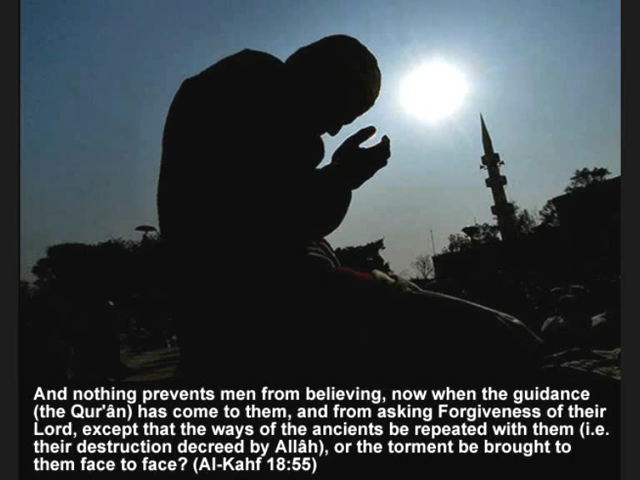 And nothing prevents men from believing, now when the guidance
(the Qur'ân) has come to them, and from asking Forgiveness of their
Lord, except that the ways of the ancients be repeated with them (i.e.
their destruction decreed by Allâh), or the torment be brought to
them face to face? (Al-Kahf 18:55)